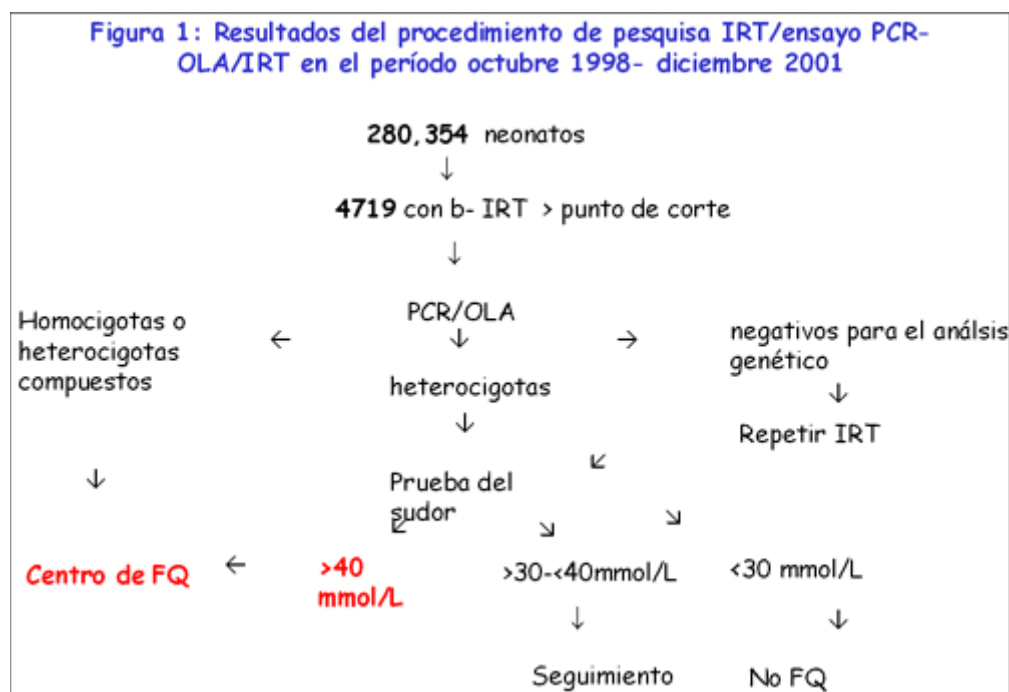 Figura 1: Resultados del procedimiento de pesquisa IRT/ensayo PCR-
OLA/IRT en el período octubre 1998- diciembre 2001
280,354 neonatos
↓
4719 con b- IRT > punto de corte
↓
Homocigotas o
heterocigotas
compuestos
←
PCR/OLA
↓
→
negativos para el análsis
genético
↓
heterocigotas
↓
Repetir IRT
↙
↓
Prueba del
sudor
↙
↘
↘
Centro de FQ
←
>40
mmol/L
>30-<40mmol/L
<30 mmol/L
↓
↓
Seguimiento
No FQ